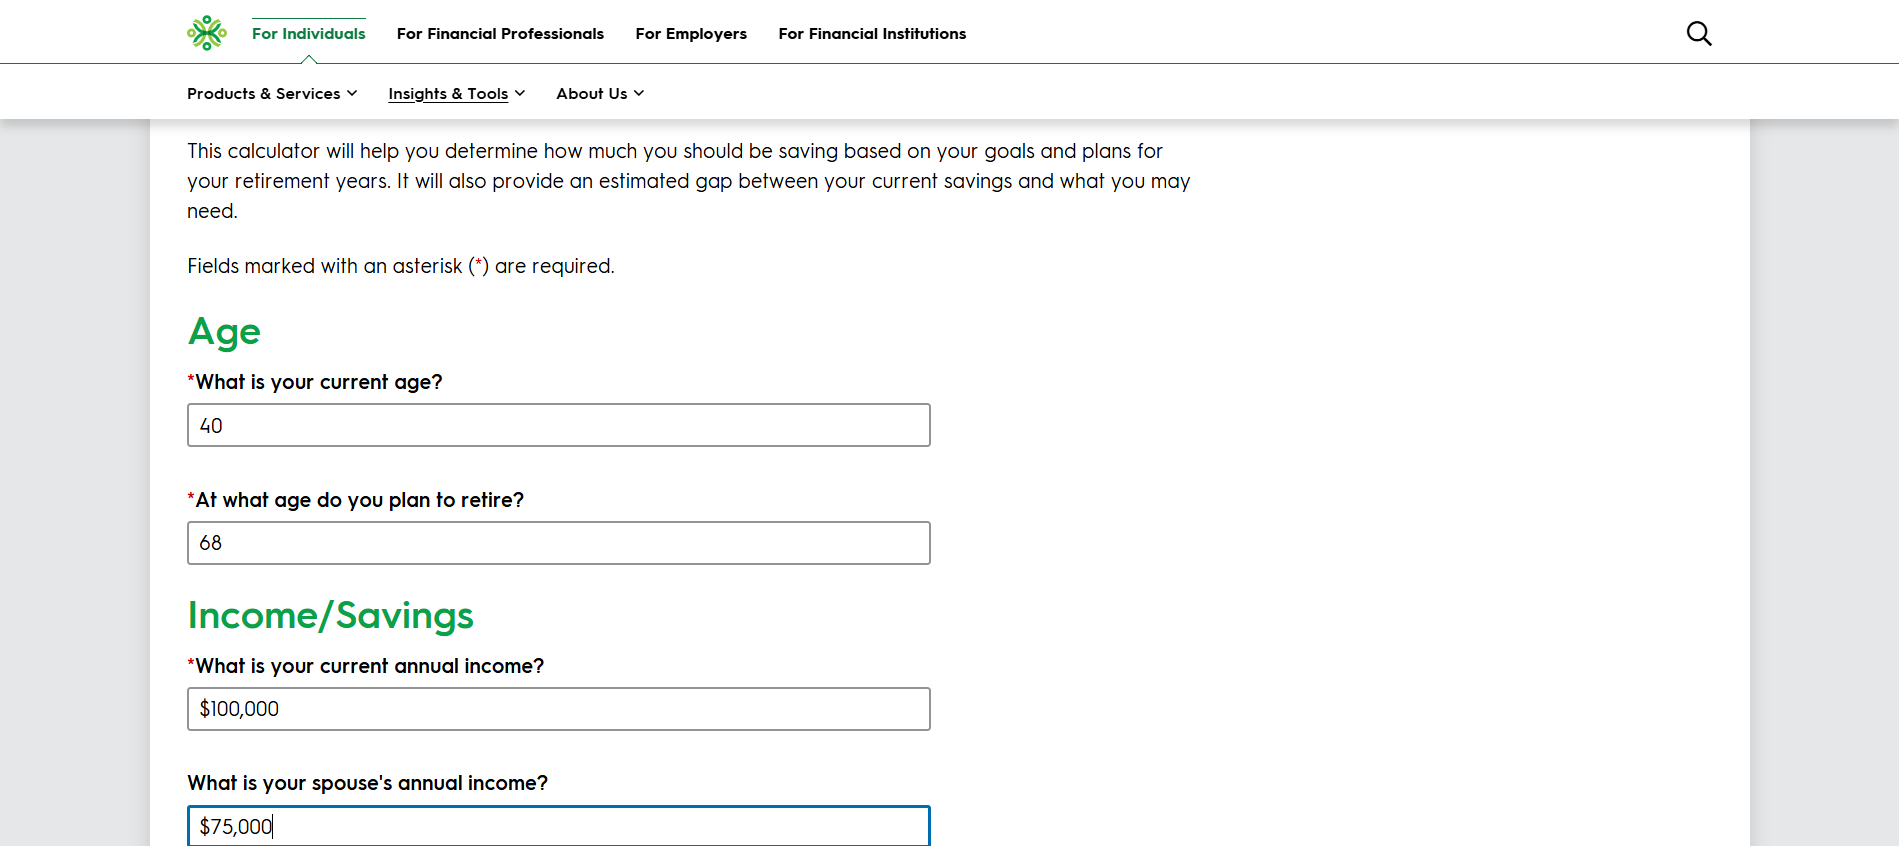 For Individuals For Financial Professionals For Employers For Financial Institutions
Products & Services Insights & Tools About Us
This calculator will help you determine how much you should be saving based on your goals and plans for
your retirement years. It will also provide an estimated gap between your current savings and what you may
need.
Fields marked with an asterisk (*) are required.
Age
*What is your current age?
40
*At what age do you plan to retire?
68
Income/Savings
*What is your current annual income?
$100,000
What is your spouse's annual income?
$75,000